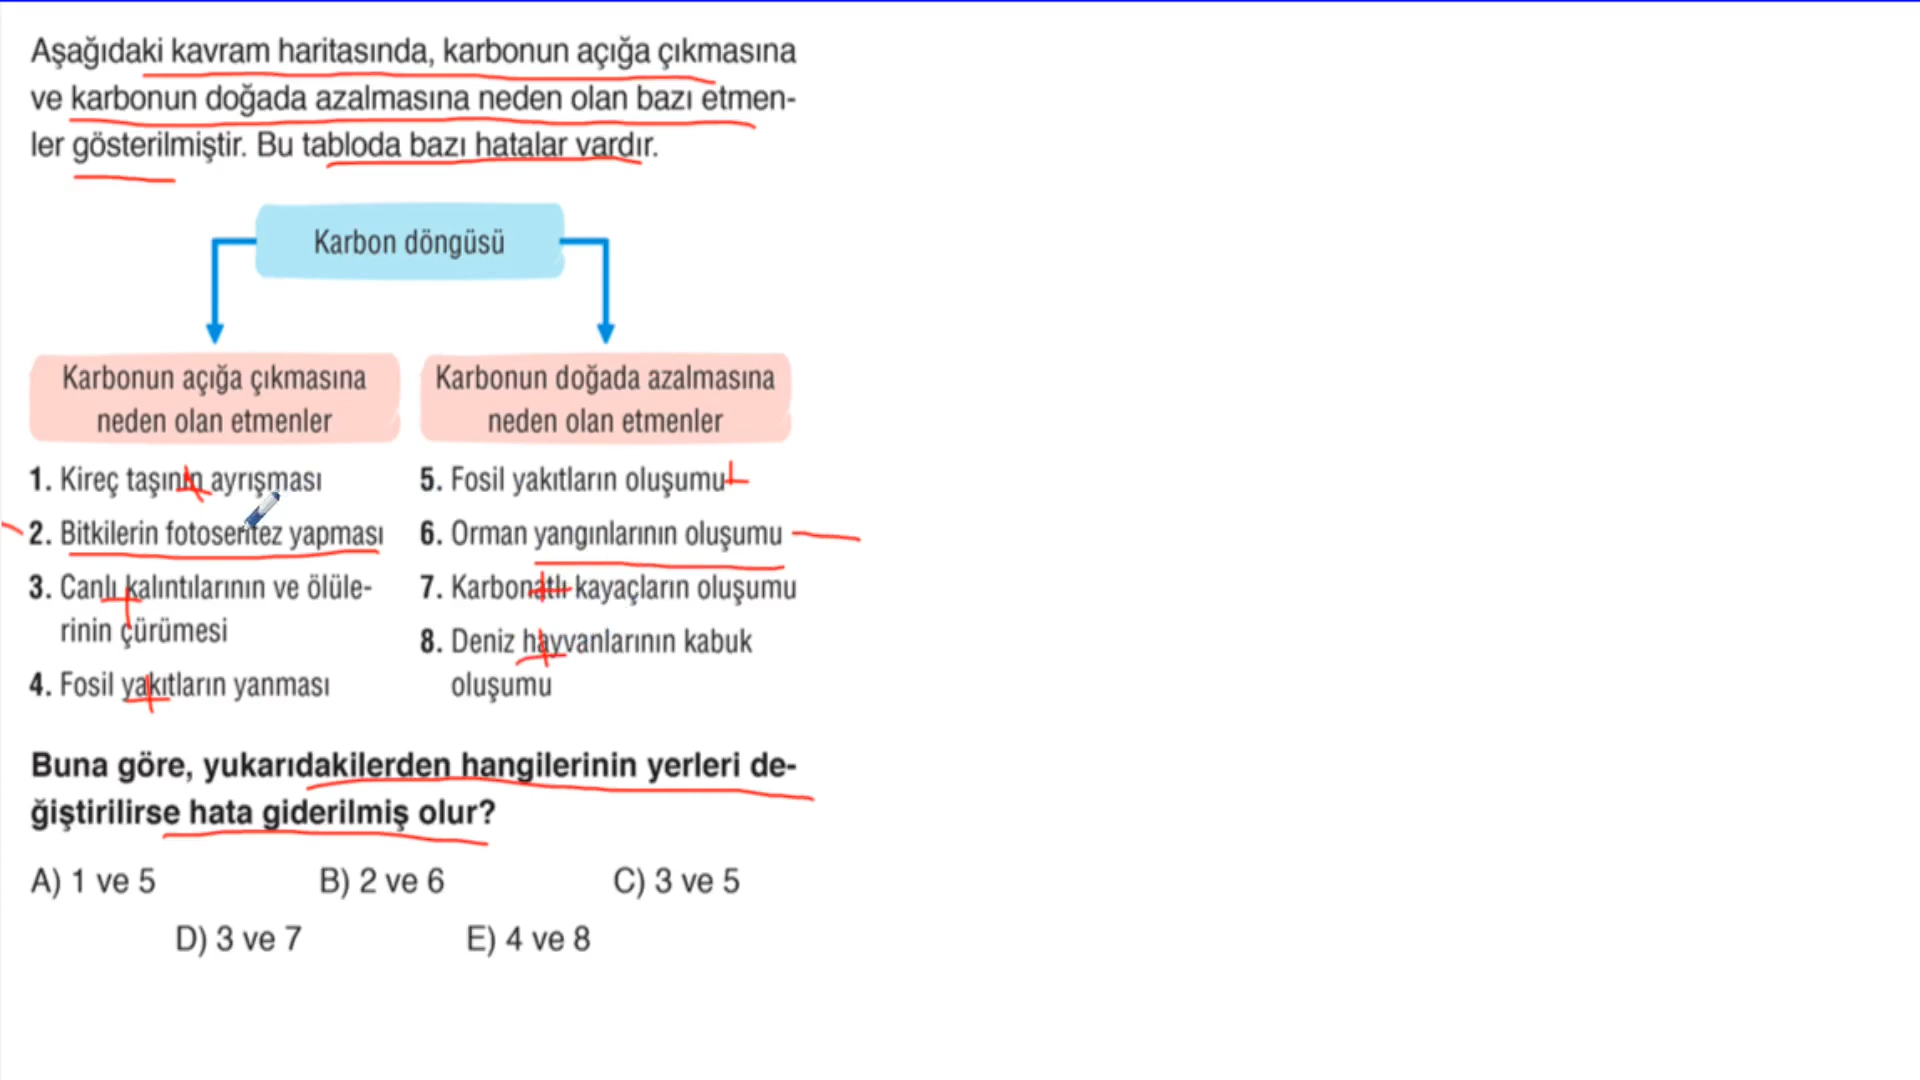 Aşağıdaki kavram haritasında, karbonun açığa çıkmasına
ve karbonun doğada azalmasına neden olan bazı etmen-
ler gösterilmiştir. Bu tabloda bazı hatalar vardır.
Karbon döngüsü
Karbonun açığa çıkmasına
neden olan etmenler
1. Kireç taşının ayrışması
2. Bitkilerin fotosentez yapması
3. Canlı kalıntılarının ve ölüle-
rinin çürümesi
4. Fosil yakıtların yanması
Karbonun doğada azalmasına
neden olan etmenler
5. Fosil yakıtların oluşumu
6. Orman yangınlarının oluşumu
7. Karbonatlı kayaçların oluşumu
8. Deniz hayvanlarının kabuk
oluşumu
Buna göre, yukarıdakilerden hangilerinin yerleri de-
ğiştirilirse hata giderilmiş olur?
A) 1 ve 5 B) 2 ve 6 C) 3 ve 5
D) 3 ve 7 E) 4 ve 8